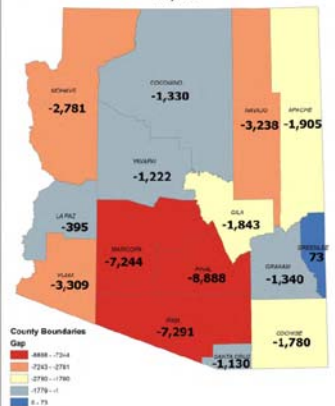 MOHAVE
-2,781
COCONINO
-1,330
NAVAJO
-3,238
APACHE
-1,905
YAVAPAI
-1,222
LA PAZ
-395
GILA
-1,843
GREENLEE
73
MARICOPA
-7,244
PINAL
-8,888
GRAHAM
-1,340
YUMA
-3,309
PIMA
-7,291
COCHISE
-1,780
SANTA CRUZ
-1,130
County Boundaries
Gap
-8888 - -7244
-7243 - -2781
-2780 - -1780
-1779 - -1
0 - 73